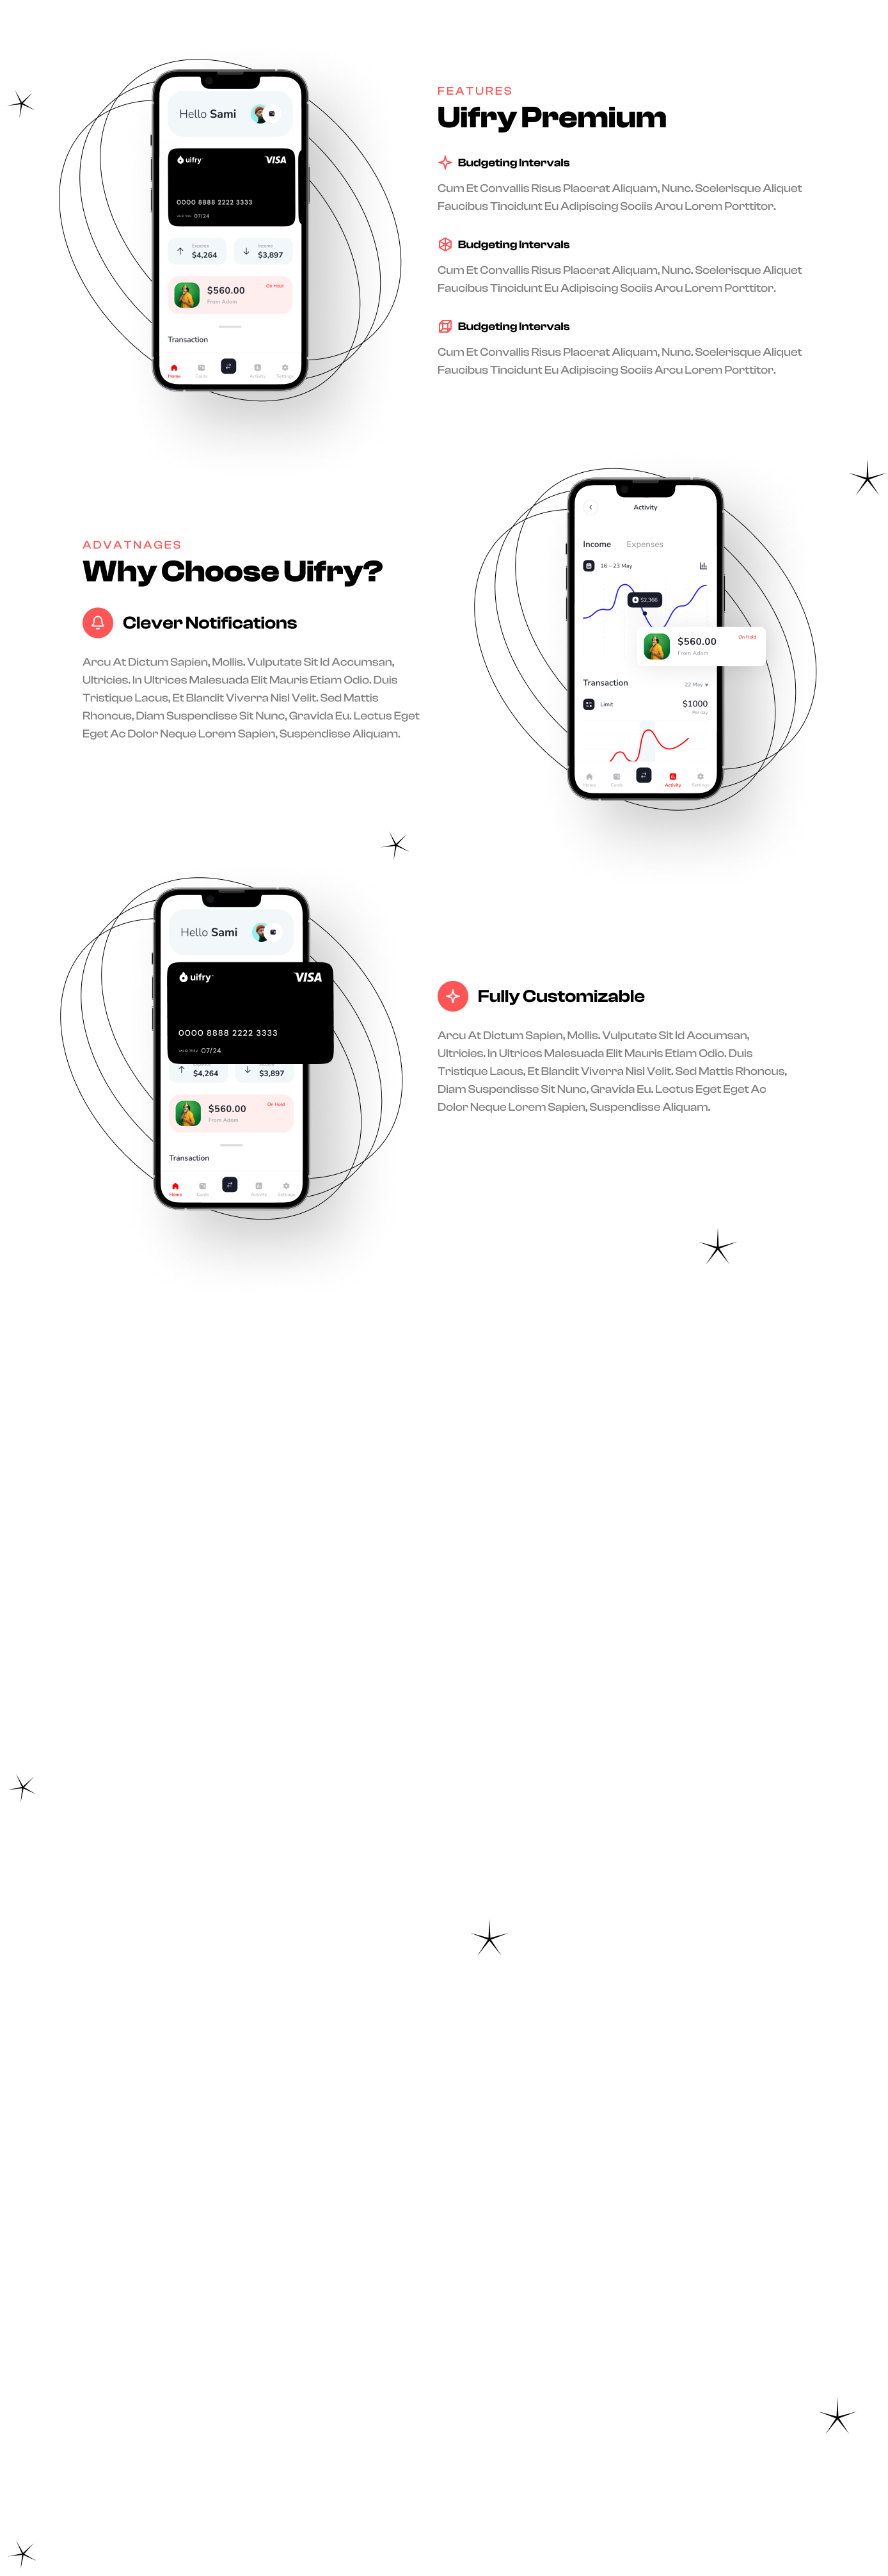 Hello Sami
uifry
VISA
0000 8888 2222 3333
VALID THRU 07/24
Expense
$4,264
Income
$3,897
$560.00
On Hold
From Adom
Transaction
Home
Cards
Activity
Settings
FEATURES
Uifry Premium
Budgeting Intervals
Cum Et Convallis Risus Placerat Aliquam, Nunc. Scelerisque Aliquet
Faucibus Tincidunt Eu Adipiscing Sociis Arcu Lorem Porttitor.
Budgeting Intervals
Cum Et Convallis Risus Placerat Aliquam, Nunc. Scelerisque Aliquet
Faucibus Tincidunt Eu Adipiscing Sociis Arcu Lorem Porttitor.
Budgeting Intervals
Cum Et Convallis Risus Placerat Aliquam, Nunc. Scelerisque Aliquet
Faucibus Tincidunt Eu Adipiscing Sociis Arcu Lorem Porttitor.
ADVATNAGES
Why Choose Uifry?
Clever Notifications
Arcu At Dictum Sapien, Mollis. Vulputate Sit Id Accumsan,
Ultricies. In Ultrices Malesuada Elit Mauris Etiam Odio. Duis
Tristique Lacus, Et Blandit Viverra Nisl Velit. Sed Mattis
Rhoncus, Diam Suspendisse Sit Nunc, Gravida Eu. Lectus Eget
Eget Ac Dolor Neque Lorem Sapien, Suspendisse Aliquam.
Activity
Income
Expenses
16 – 23 May
$2,366
$560.00
On Hold
From Adom
Transaction
22 May
Limit
$1000
Per day
Home
Cards
Activity
Settings
Hello Sami
uifry
VISA
0000 8888 2222 3333
VALID THRU 07/24
$4,264
$3,897
$560.00
On Hold
From Adom
Transaction
Home
Cards
Activity
Settings
Fully Customizable
Arcu At Dictum Sapien, Mollis. Vulputate Sit Id Accumsan,
Ultricies. In Ultrices Malesuada Elit Mauris Etiam Odio. Duis
Tristique Lacus, Et Blandit Viverra Nisl Velit. Sed Mattis Rhoncus,
Diam Suspendisse Sit Nunc, Gravida Eu. Lectus Eget Eget Ac
Dolor Neque Lorem Sapien, Suspendisse Aliquam.